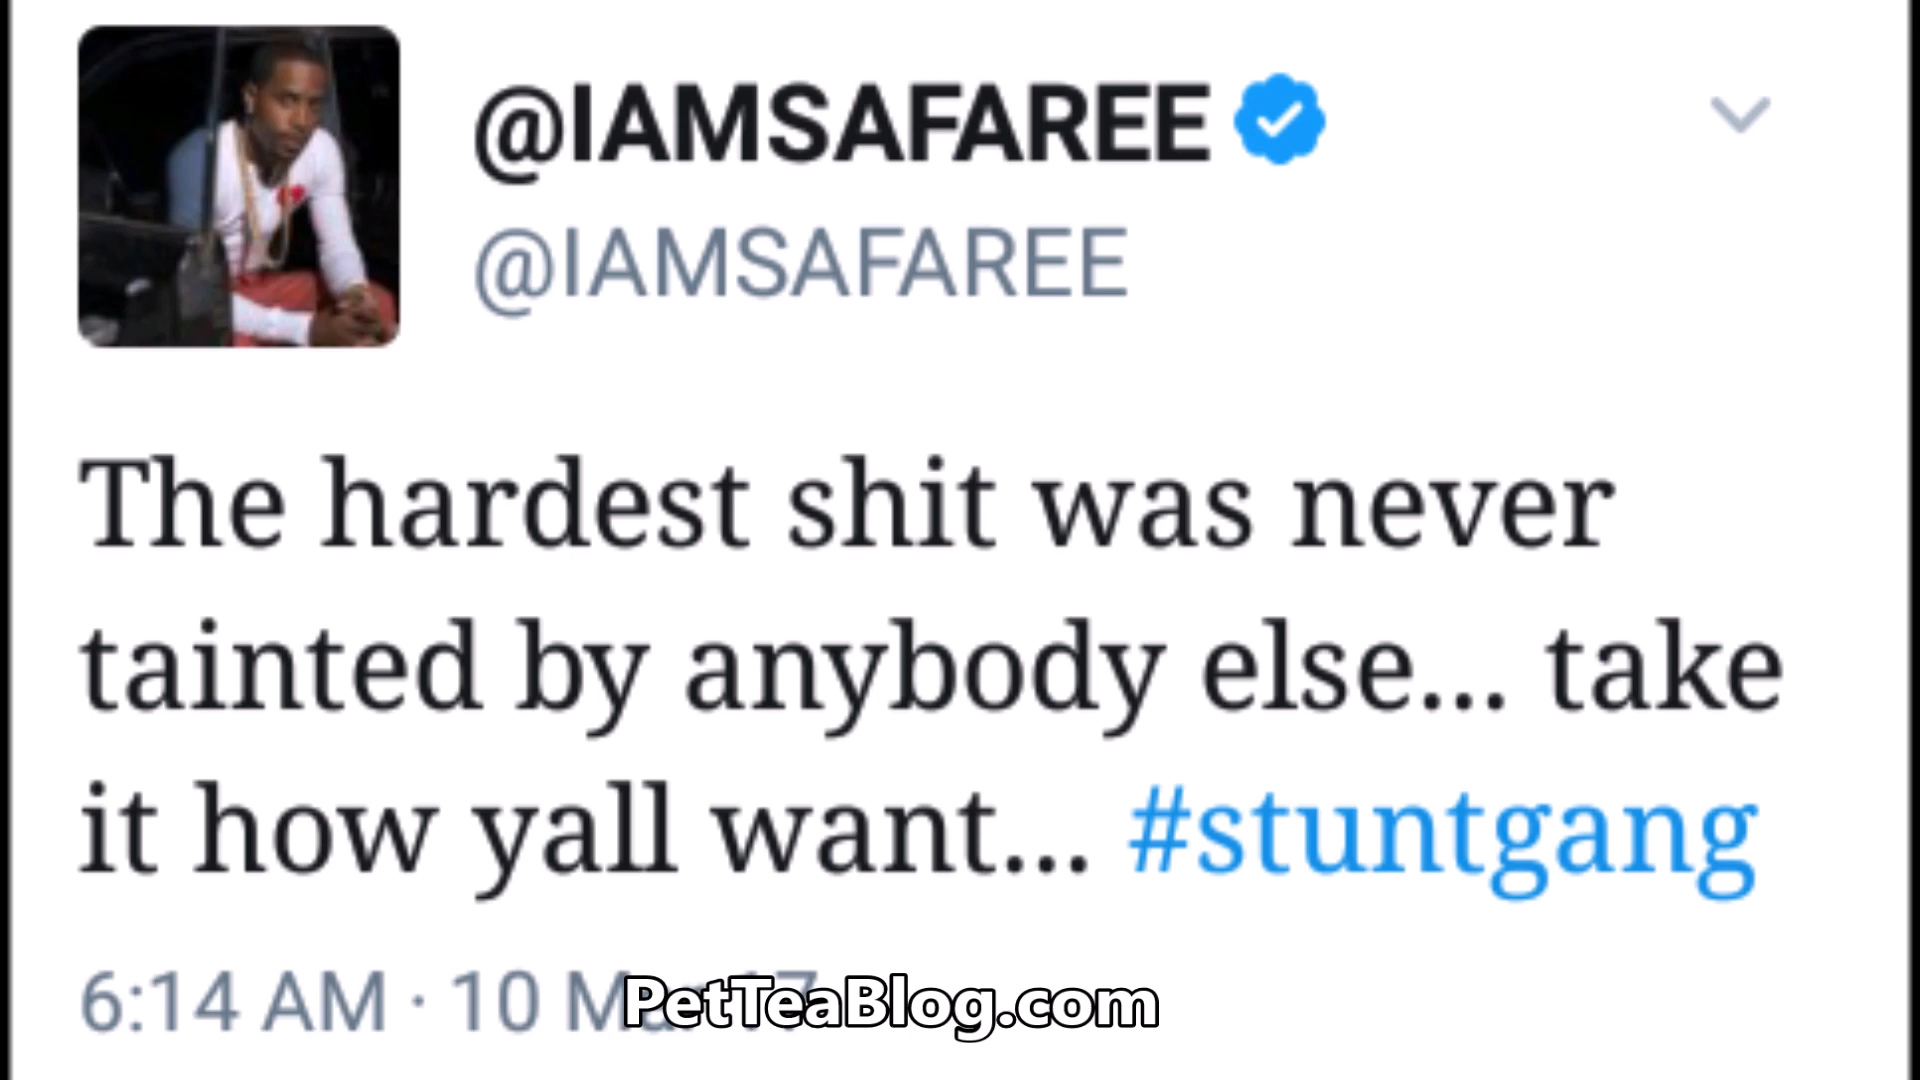 @IAMSAFAREE
@IAMSAFAREE
The hardest shit was never
tainted by anybody else... take
it how yall want... #stuntgang
6:14 AM · 10
PetTeaBlog.com